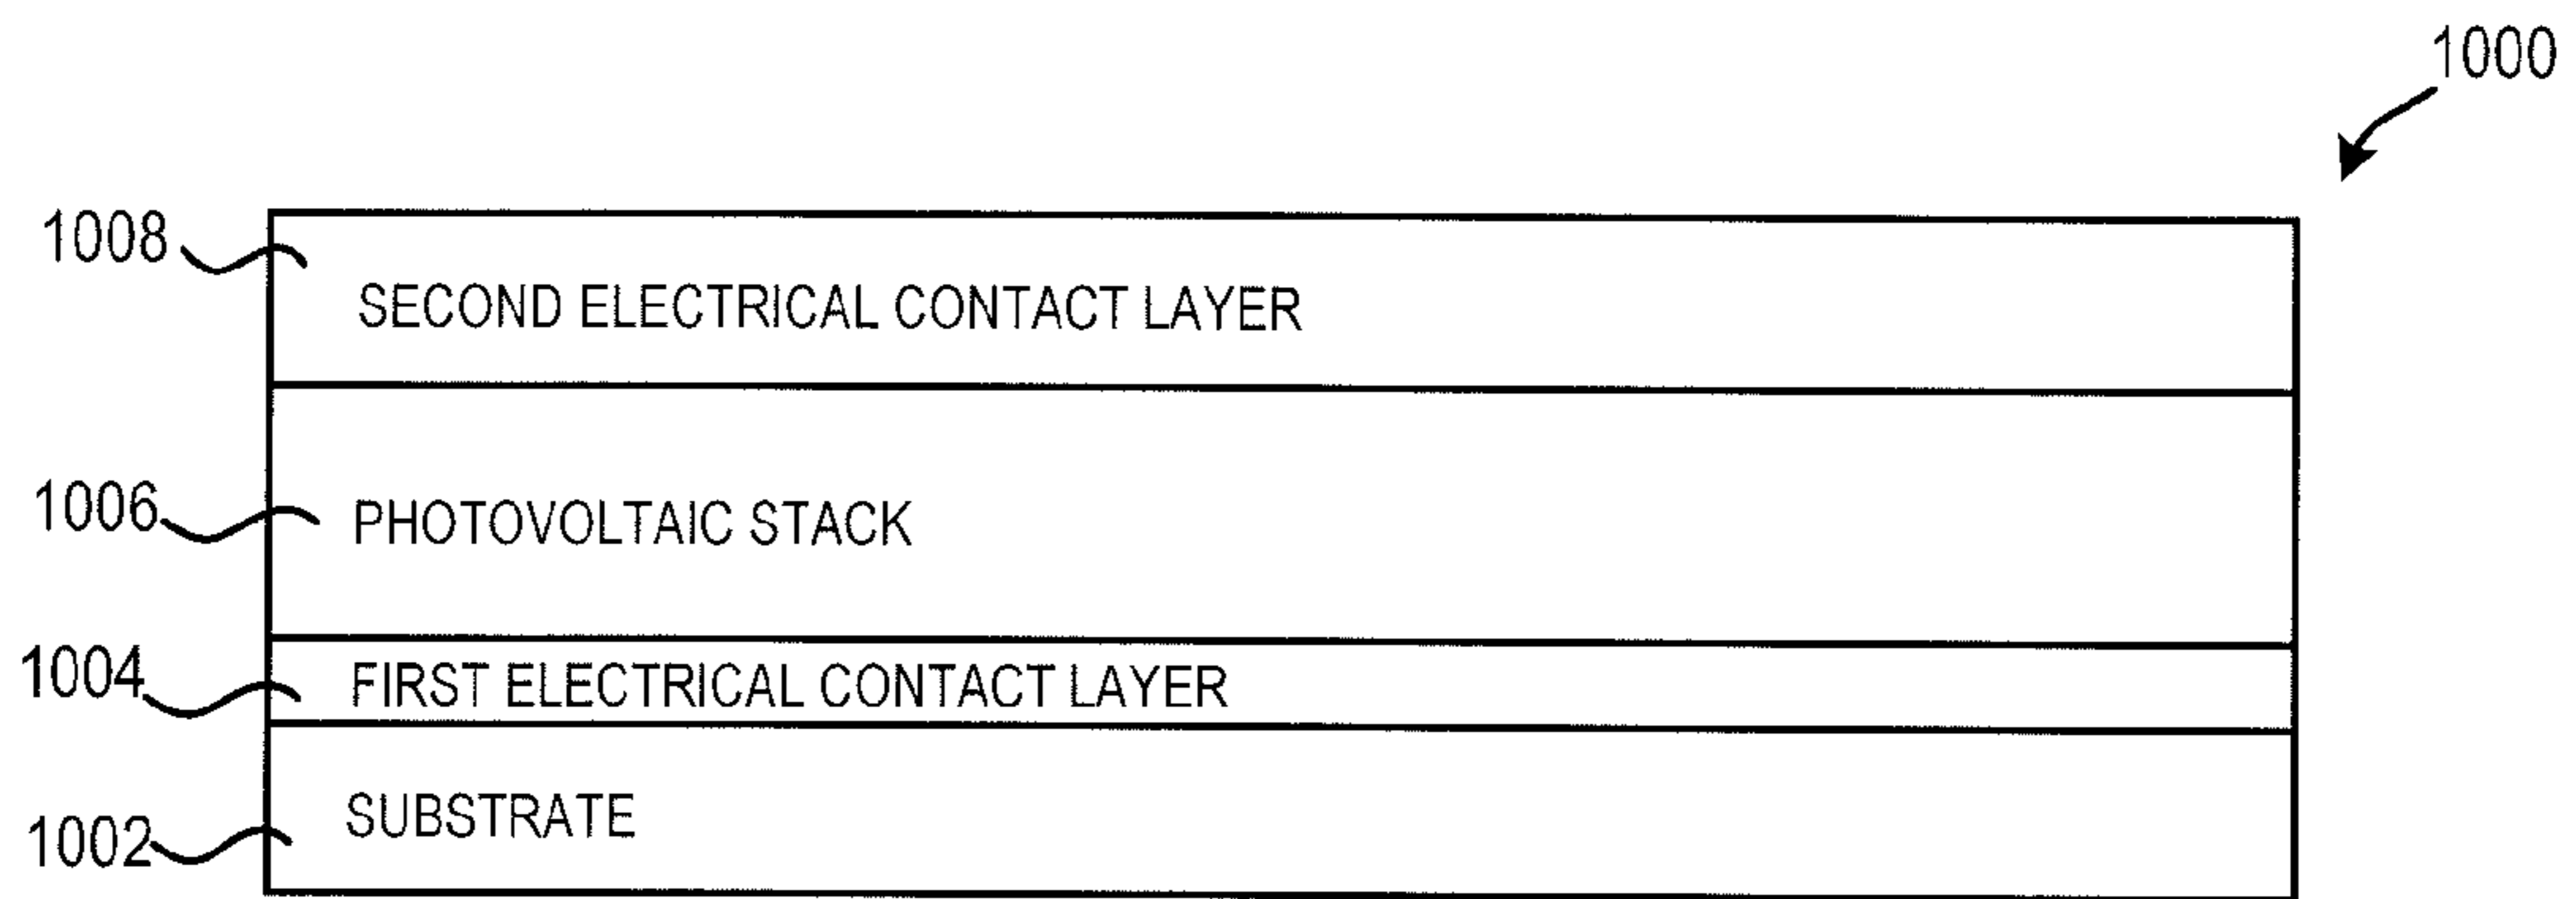 1000
1008
SECOND ELECTRICAL CONTACT LAYER
1006
PHOTOVOLTAIC STACK
1004
FIRST ELECTRICAL CONTACT LAYER
1002
SUBSTRATE